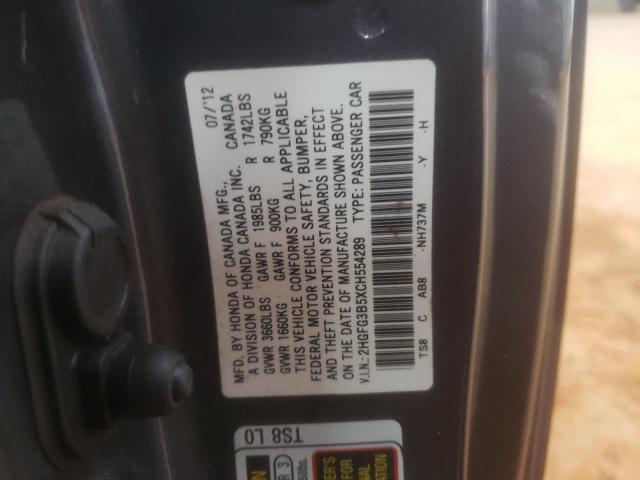 MFD. BY HONDA OF CANADA MFG., 07/'12
A DIVISION OF HONDA CANADA INC. CANADA
GVWR 3660LBS GAWR F 1985LBS R 1742LBS
GVWR 1660KG GAWR F 900KG R 790KG
THIS VEHICLE CONFORMS TO ALL APPLICABLE
FEDERAL MOTOR VEHICLE SAFETY, BUMPER,
AND THEFT PREVENTION STANDARDS IN EFFECT
ON THE DATE OF MANUFACTURE SHOWN ABOVE.
V.I.N.: 2HGFG3B5XCH554289 TYPE: PASSENGER CAR
TS8 C AB8 -NH737M -Y -H
TS8 L0